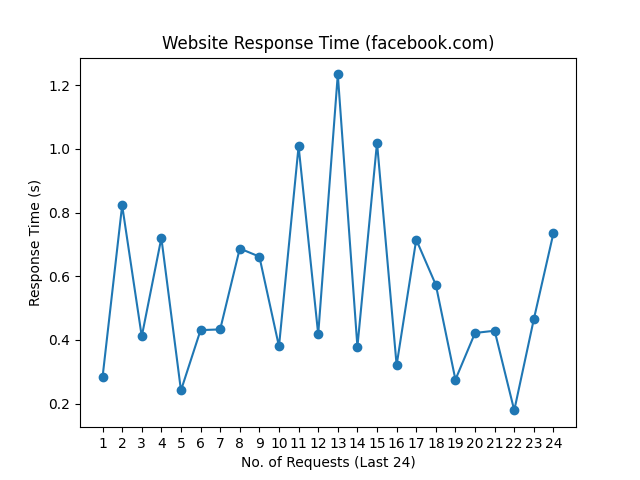 Website Response Time (facebook.com)
Response Time (s)
1.2
1.0
0.8
0.6
0.4
0.2
1 2 3 4 5 6 7 8 9 10 11 12 13 14 15 16 17 18 19 20 21 22 23 24
No. of Requests (Last 24)